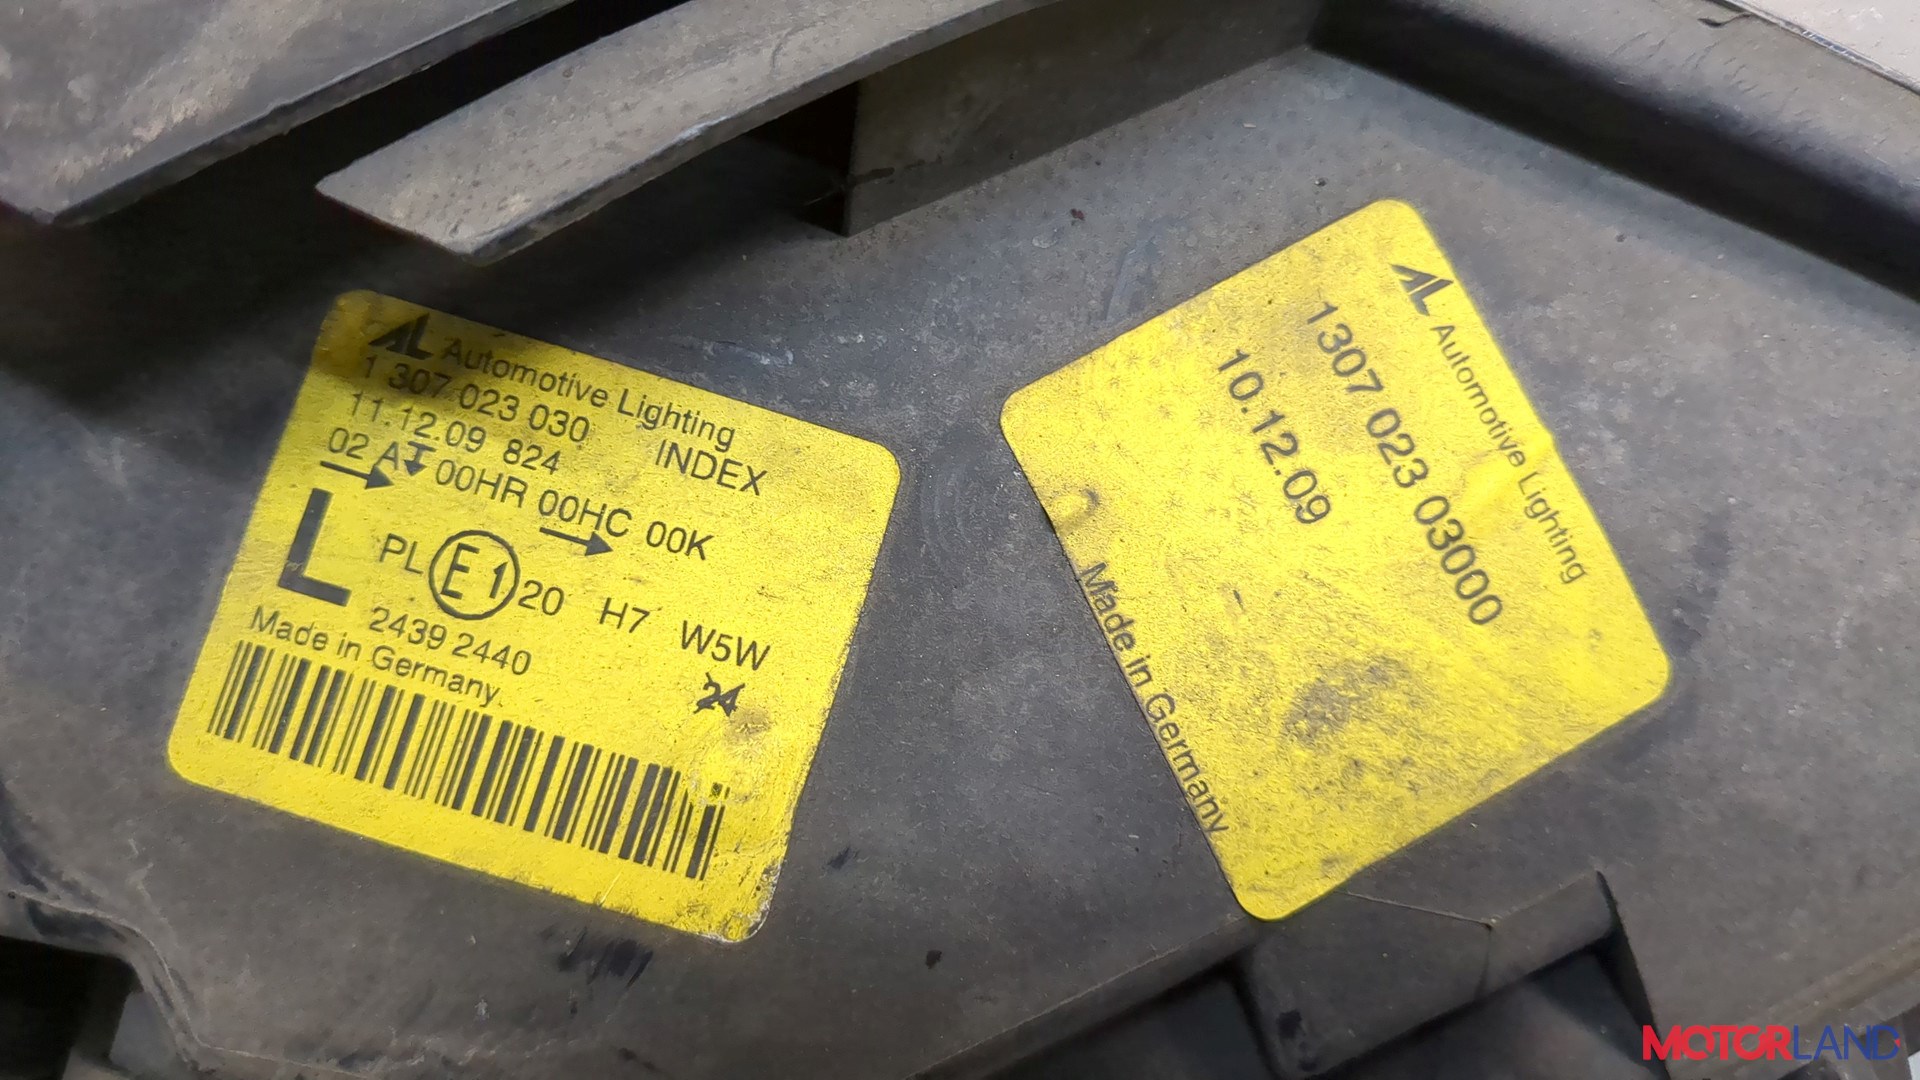 AL Automotive Lighting
1 307 023 030 INDEX
11.12.09 824
02 A 00HR 00HC 00K
L PL E1 20 H7 W5W
2439 2440
Made in Germany
24
AL Automotive Lighting
1307 023 03000
10.12.09
Made in Germany
MOTORLAND